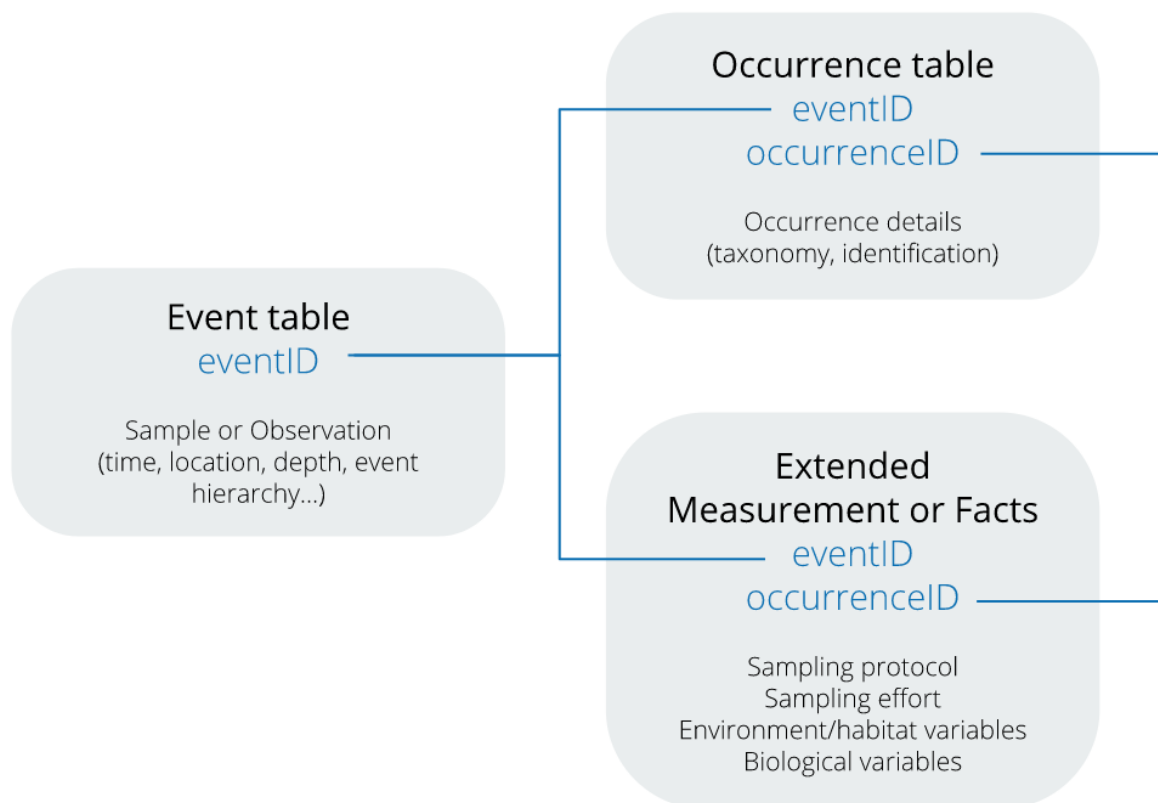 Occurrence table
eventID
occurrenceID
Occurrence details
(taxonomy, identification)
Event table
eventID
Sample or Observation
(time, location, depth, event
hierarchy...)
Extended
Measurement or Facts
eventID
occurrenceID
Sampling protocol
Sampling effort
Environment/habitat variables
Biological variables